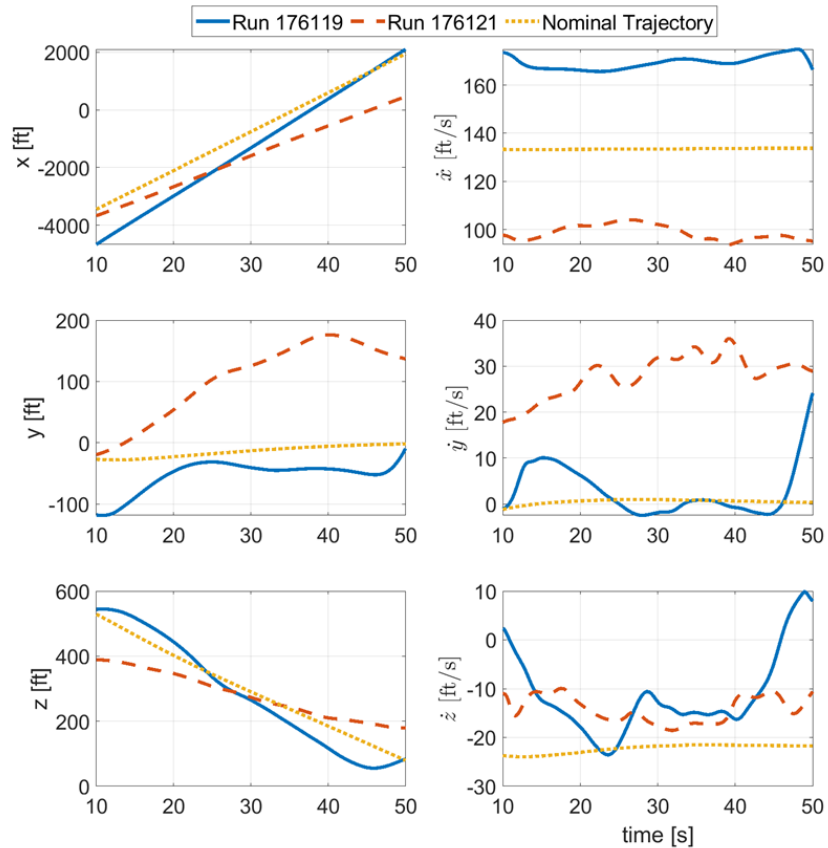 Run 176119 Run 176121 Nominal Trajectory
2000
0
-2000
-4000
x [ft]
10 20 30 40 50
160
140
120
100
ẋ [ft/s]
10 20 30 40 50
200
100
0
-100
y [ft]
10 20 30 40 50
40
30
20
10
0
ẏ [ft/s]
10 20 30 40 50
600
400
200
0
z [ft]
10 20 30 40 50
10
0
-10
-20
-30
ż [ft/s]
10 20 30 40 50
time [s]